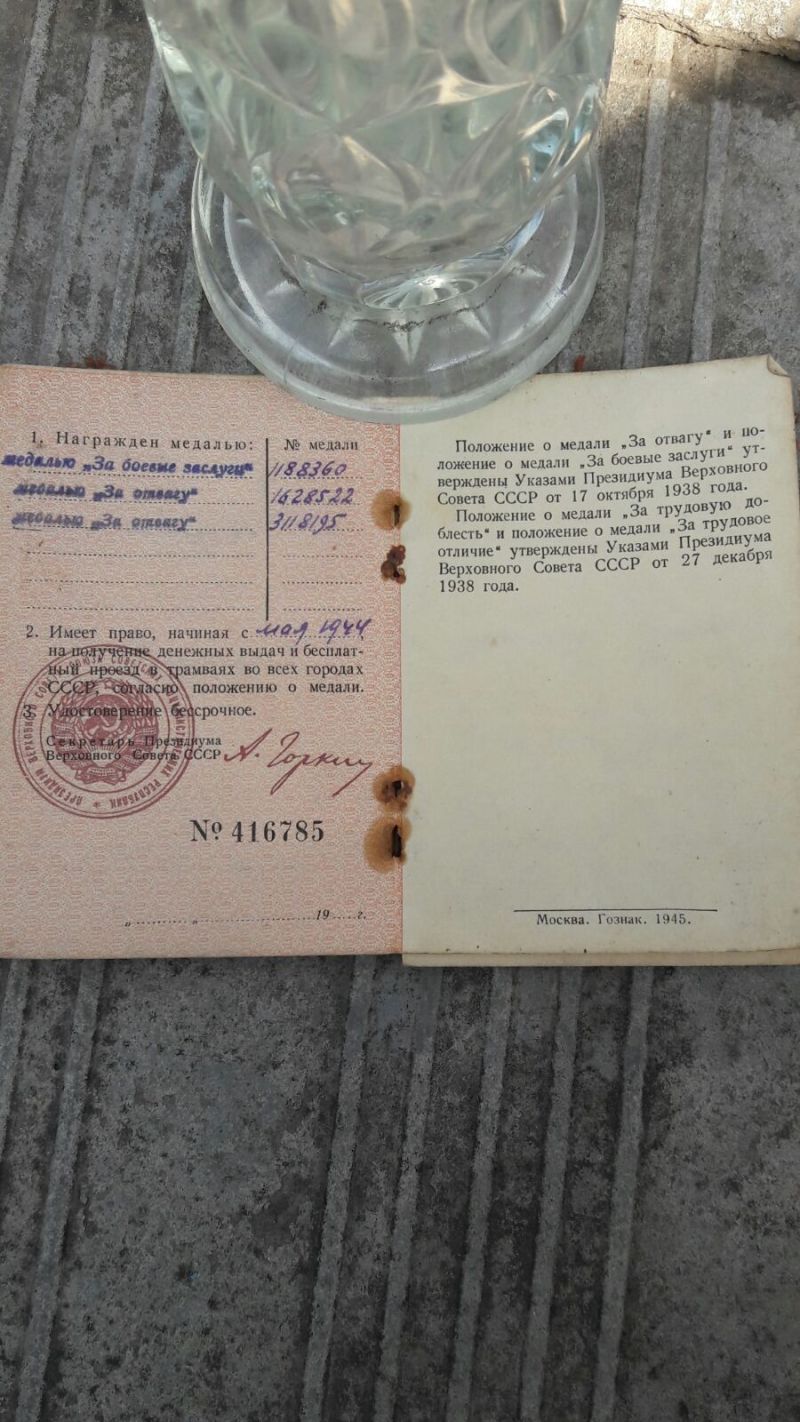 1. Награжден медалью: № медали
медалью „За боевые заслуги“ 1188360
медалью „За отвагу“ 1628522
медалью „За отвагу“ 3118195
2. Имеет право, начиная с мая 1944
на получение денежных выдач и бесплат-
ный проезд в трамваях во всех городах
СССР, согласно положению о медали.
3. Удостоверение бессрочное.
Секретарь Президиума
Верховного Совета СССР А. Горкин
№ 416785
„ “ 19 г.
Положение о медали „За отвагу“ и по-
ложение о медали „За боевые заслуги“ ут-
верждены Указами Президиума Верховного
Совета СССР от 17 октября 1938 года.
Положение о медали „За трудовую до-
блесть“ и положение о медали „За трудовое
отличие“ утверждены Указами Президиума
Верховного Совета СССР от 27 декабря
1938 года.
Москва. Гознак. 1945.